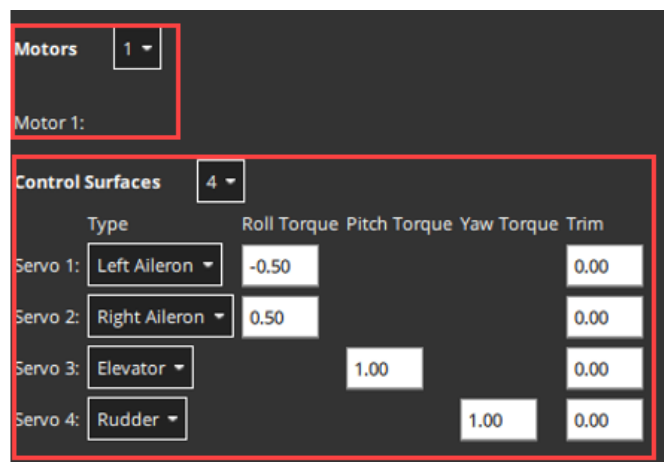 Motors 1
Motor 1:
Control Surfaces 4
Type Roll Torque Pitch Torque Yaw Torque Trim
Servo 1: Left Aileron -0.50 0.00
Servo 2: Right Aileron 0.50 0.00
Servo 3: Elevator 1.00 0.00
Servo 4: Rudder 1.00 0.00